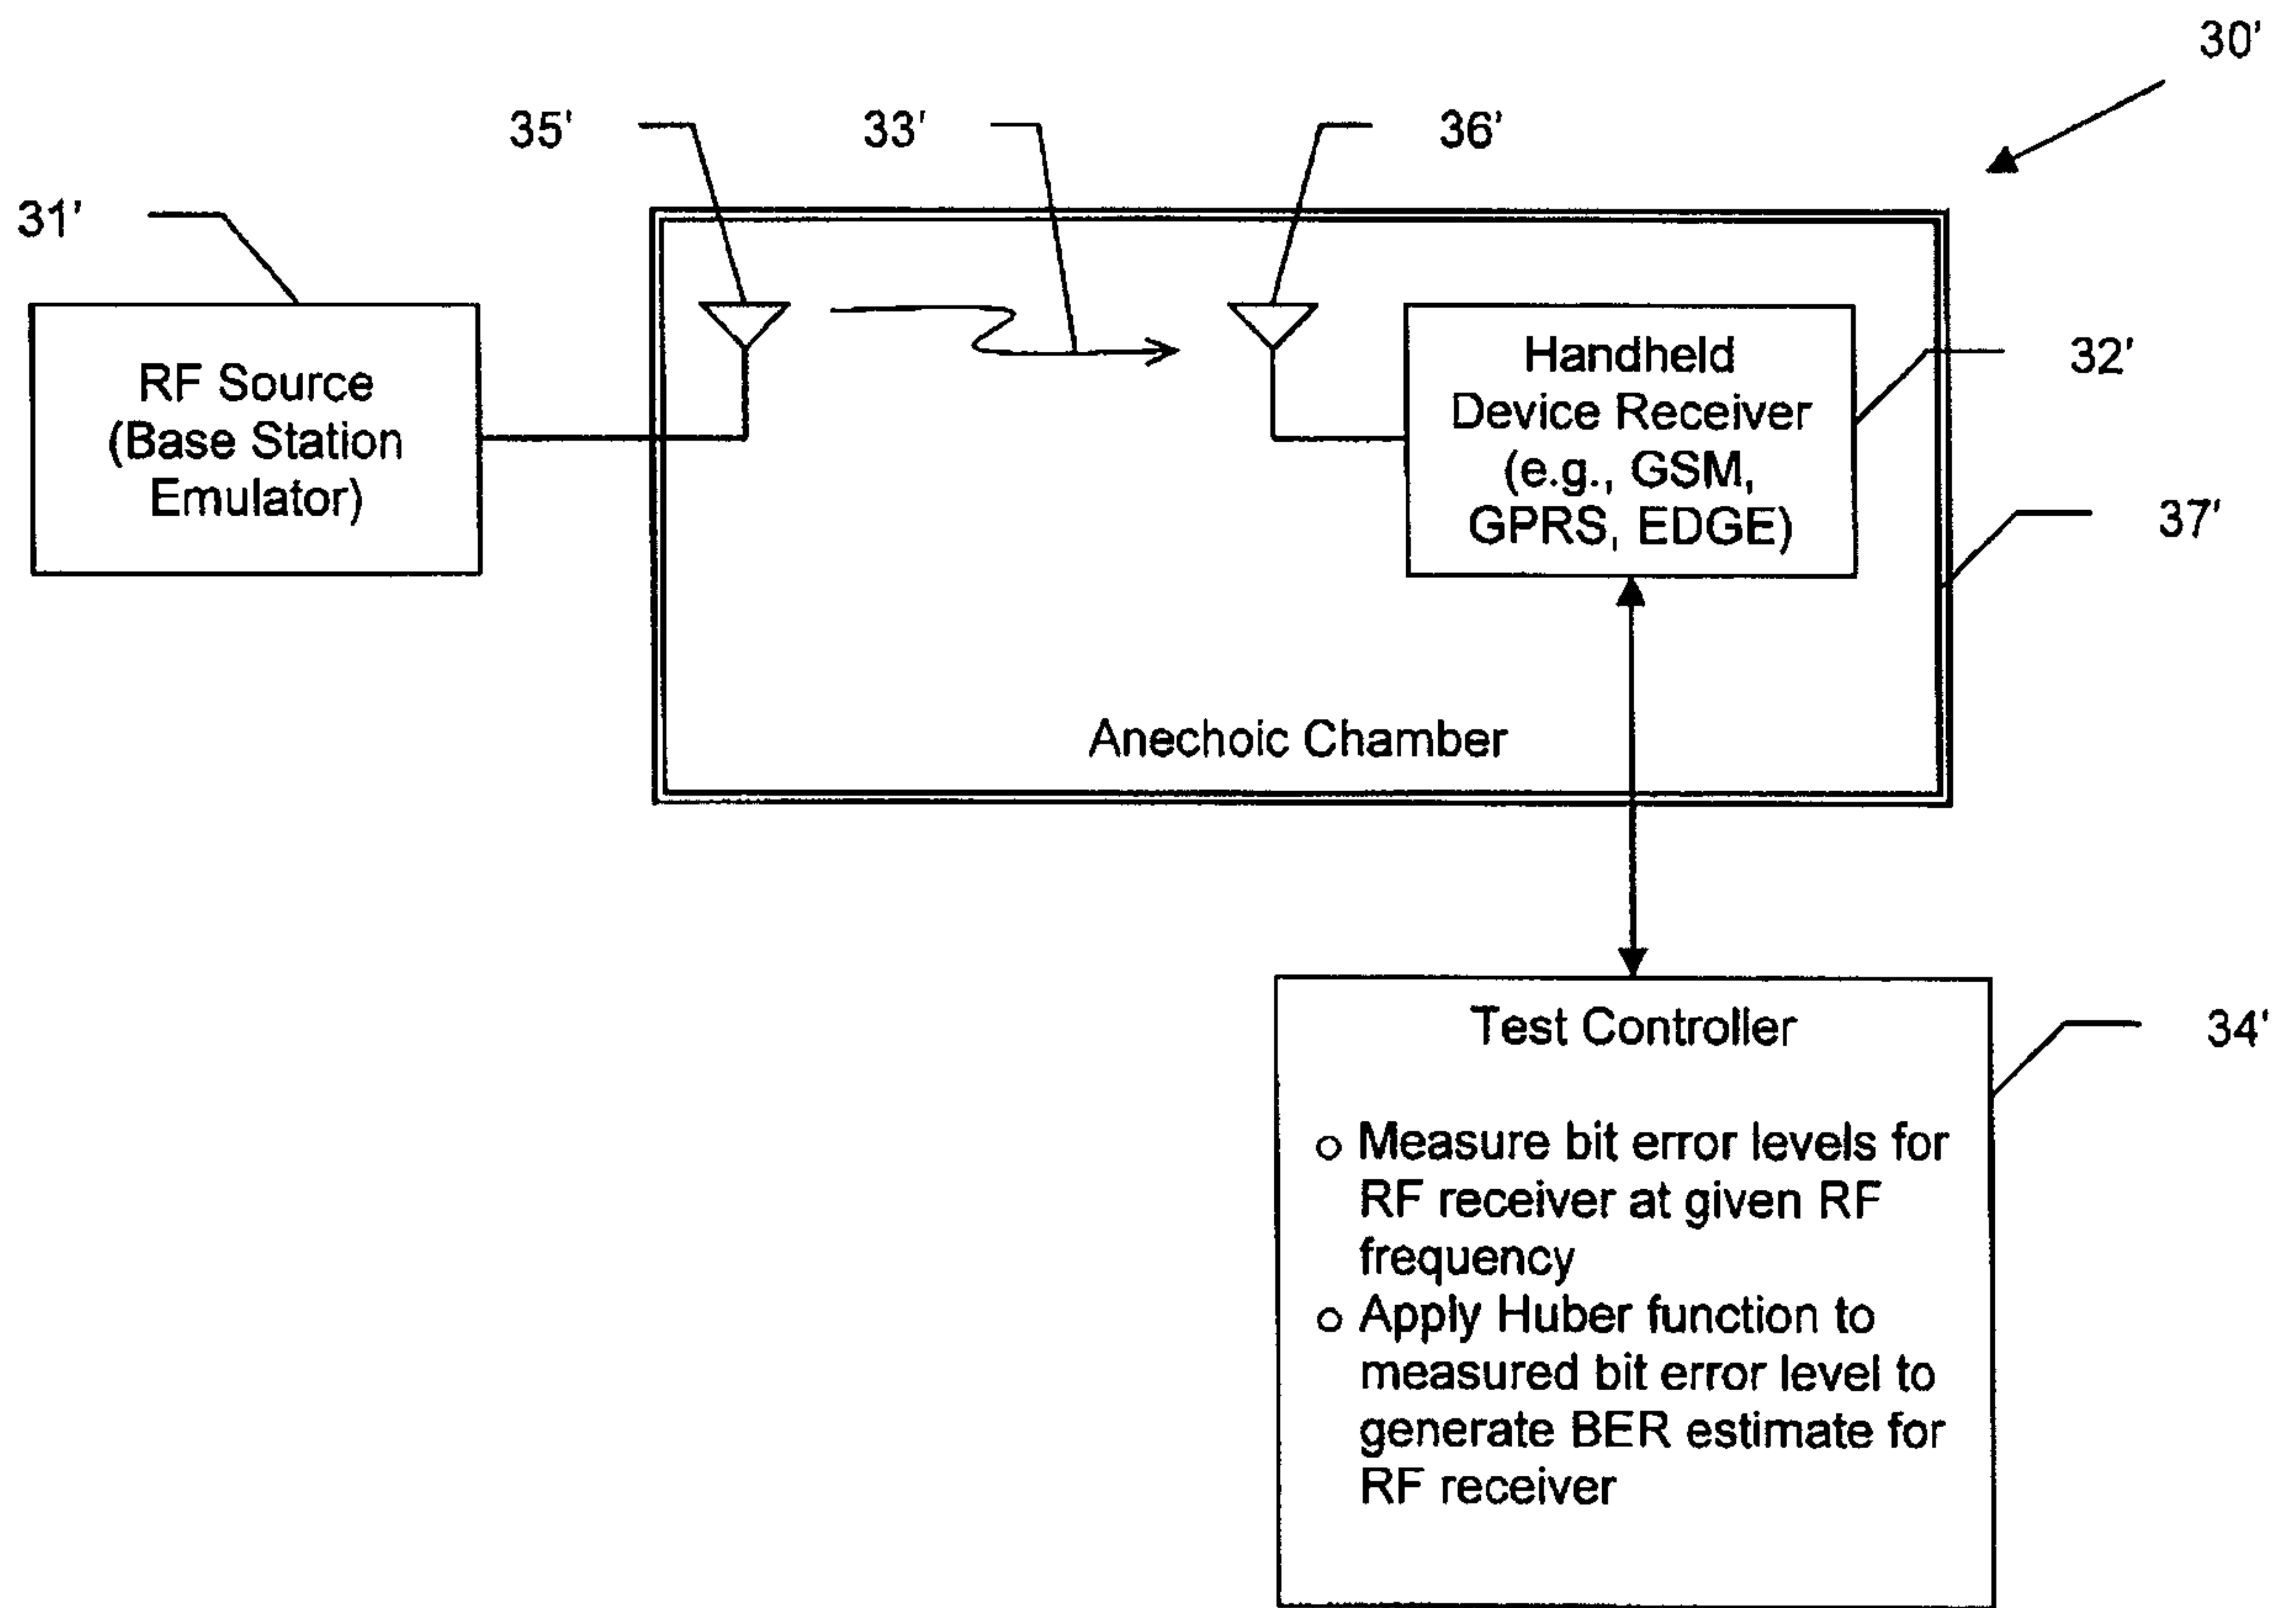 30'
35'
33'
36'
31'
RF Source
(Base Station
Emulator)
Handheld
Device Receiver
(e.g., GSM,
GPRS, EDGE)
32'
37'
Anechoic Chamber
Test Controller
34'
o Measure bit error levels for
RF receiver at given RF
frequency
o Apply Huber function to
measured bit error level to
generate BER estimate for
RF receiver